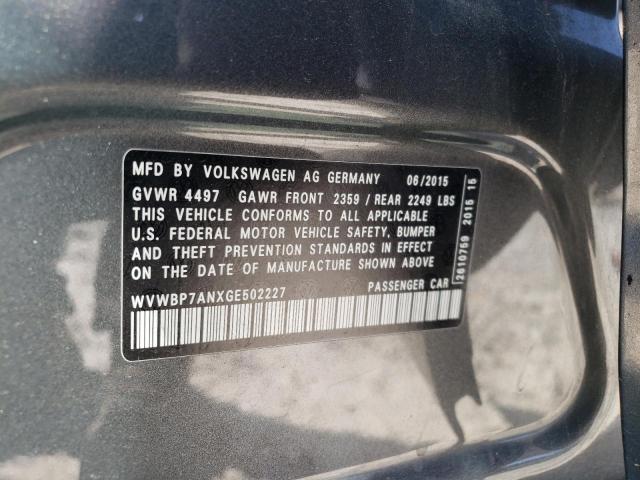 MFD BY VOLKSWAGEN AG GERMANY 06/2015
GVWR 4497 GAWR FRONT 2359 / REAR 2249 LBS
THIS VEHICLE CONFORMS TO ALL APPLICABLE
U.S. FEDERAL MOTOR VEHICLE SAFETY, BUMPER
AND THEFT PREVENTION STANDARDS IN EFFECT
ON THE DATE OF MANUFACTURE SHOWN ABOVE
WVWBP7ANXGE502227 PASSENGER CAR
2610759 2015 15